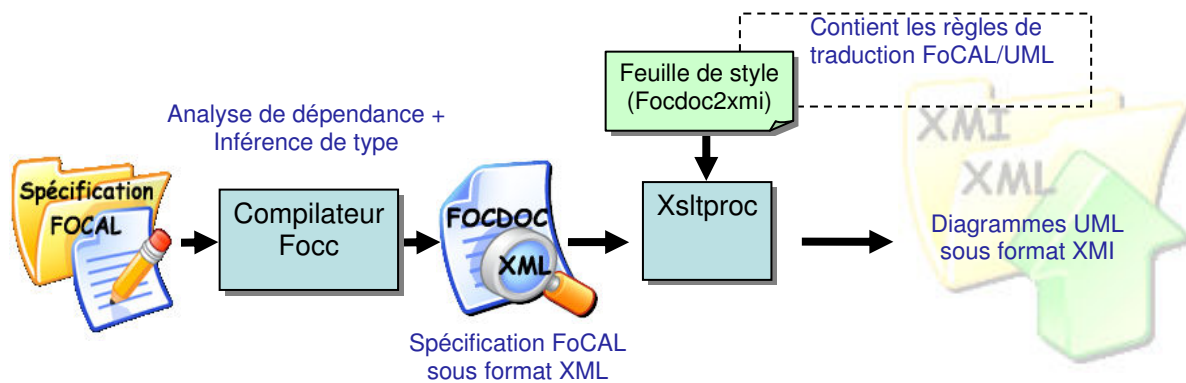 Contient les règles de
traduction FoCAL/UML
Feuille de style
(Focdoc2xmi)
Analyse de dépendance +
Inférence de type
Spécification
FOCAL
Compilateur
Focc
FOCDOC
XML
Xsltproc
XMI
XML
Diagrammes UML
sous format XMI
Spécification FoCAL
sous format XML